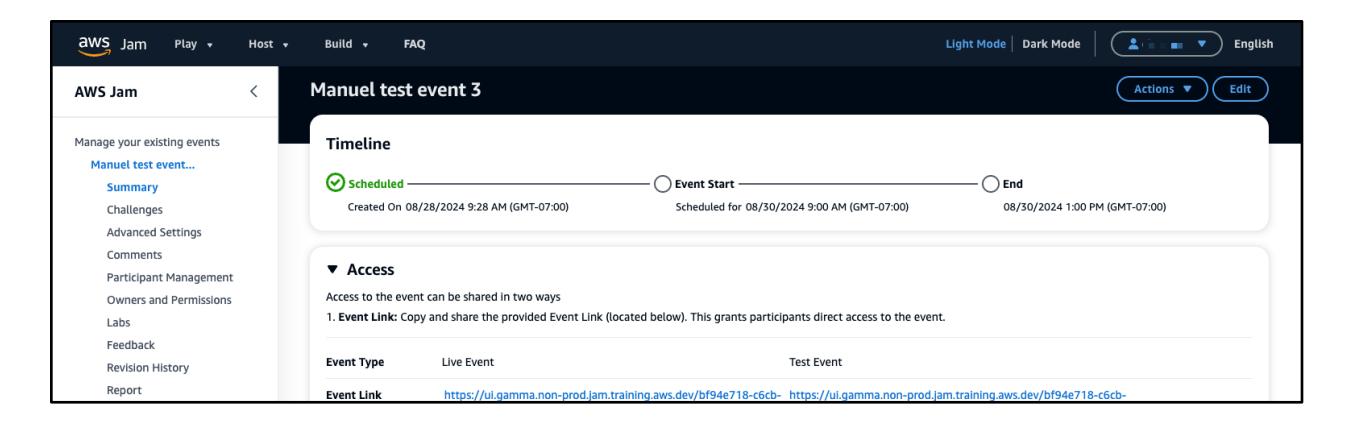 aws Jam Play Host Build FAQ Light Mode Dark Mode English
AWS Jam
Manuel test event 3
Actions Edit
Manage your existing events
Manuel test event...
Summary
Challenges
Advanced Settings
Comments
Participant Management
Owners and Permissions
Labs
Feedback
Revision History
Report
Timeline
Scheduled Event Start End
Created On 08/28/2024 9:28 AM (GMT-07:00) Scheduled for 08/30/2024 9:00 AM (GMT-07:00) 08/30/2024 1:00 PM (GMT-07:00)
Access
Access to the event can be shared in two ways
1. Event Link: Copy and share the provided Event Link (located below). This grants participants direct access to the event.
Event Type Live Event Test Event
Event Link https://ui.gamma.non-prod.jam.training.aws.dev/bf94e718-c6cb- https://ui.gamma.non-prod.jam.training.aws.dev/bf94e718-c6cb-